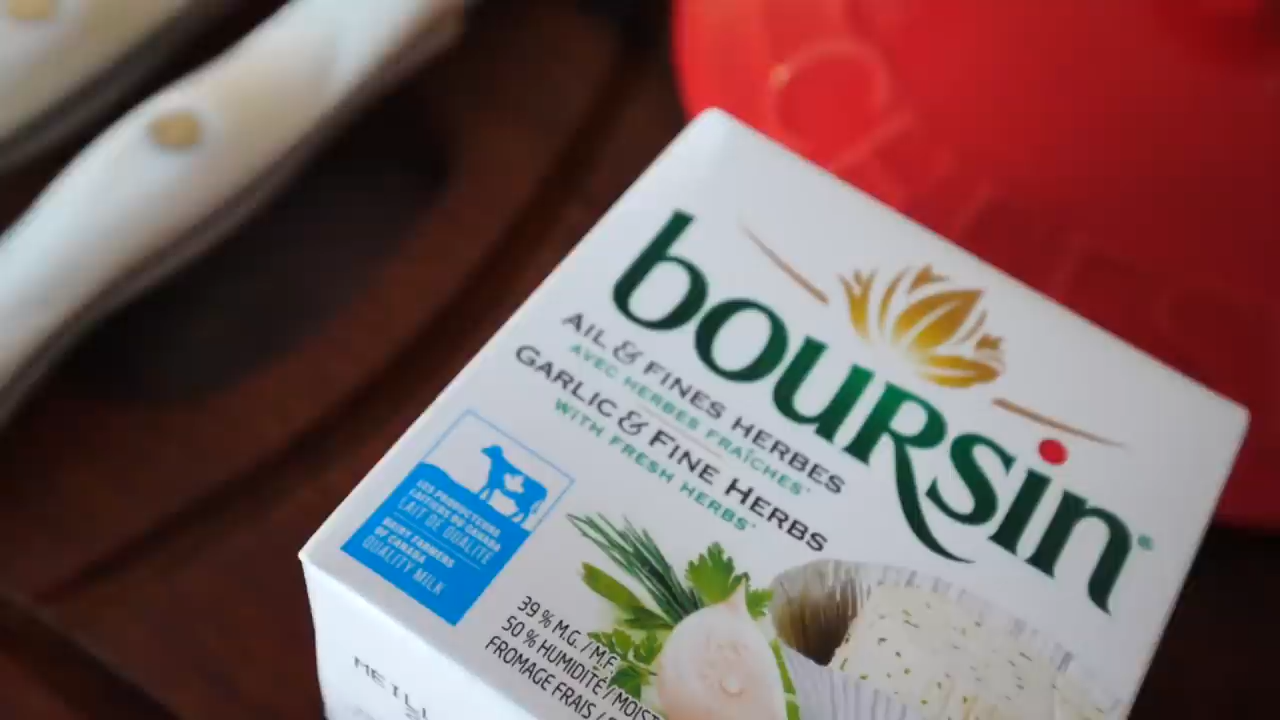 boursin
AIL & FINES HERBES
AVEC HERBES FRAÎCHES*
GARLIC & FINE HERBS
WITH FRESH HERBS*
LES PRODUCTEURS
LAITIERS DU CANADA
LAIT DE QUALITÉ
DAIRY FARMERS
OF CANADA
QUALITY MILK
39 % M.G. / M.F.
50 % HUMIDITÉ / MOIST
FROMAGE FRAIS /